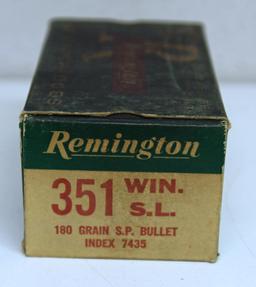 Remington
351 WIN.
S.L.
180 GRAIN S.P. BULLET
INDEX 7435